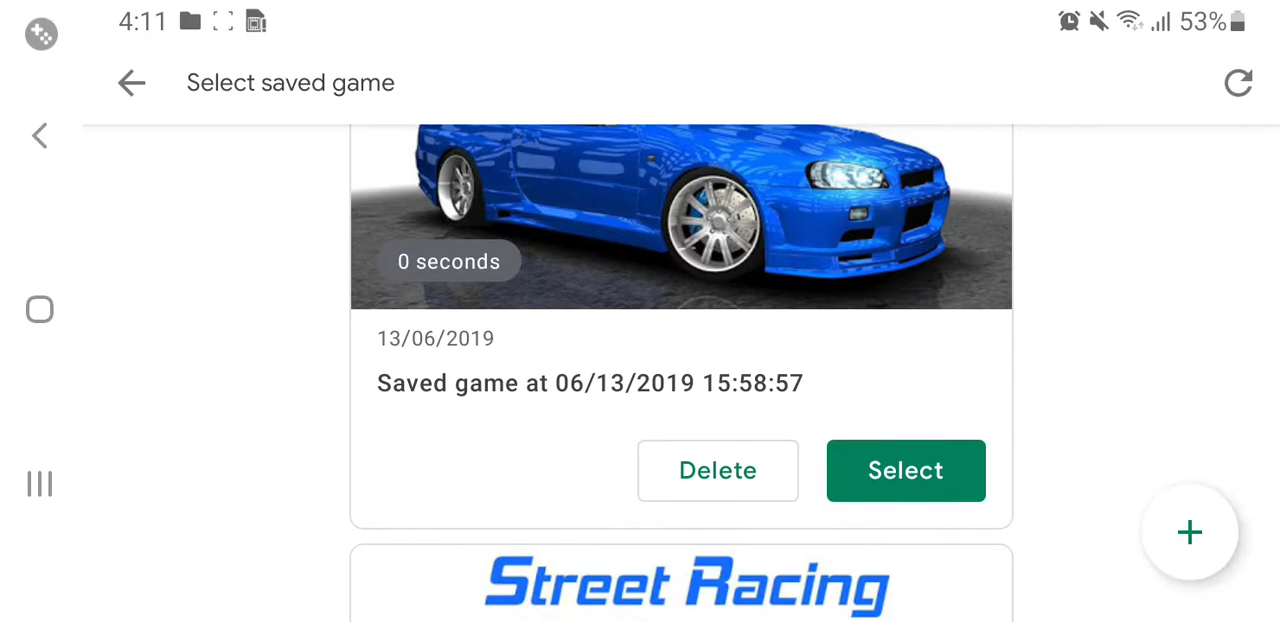 4:11
53%
Select saved game
0 seconds
13/06/2019
Saved game at 06/13/2019 15:58:57
Delete
Select
Street Racing